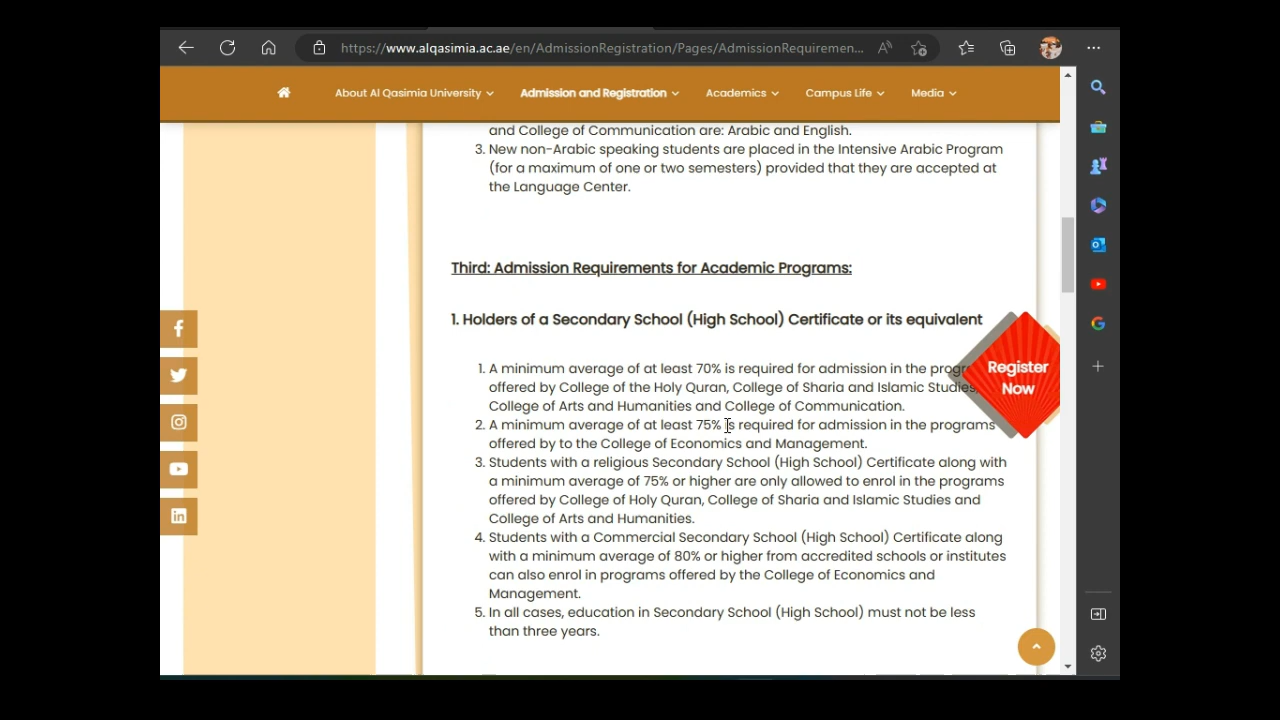 https://www.alqasimia.ac.ae/en/AdmissionRegistration/Pages/AdmissionRequiremen...
About Al Qasimia University
Admission and Registration
Academics
Campus Life
Media
and College of Communication are: Arabic and English.
3. New non-Arabic speaking students are placed in the Intensive Arabic Program
(for a maximum of one or two semesters) provided that they are accepted at
the Language Center.
Third: Admission Requirements for Academic Programs:
1. Holders of a Secondary School (High School) Certificate or its equivalent
1. A minimum average of at least 70% is required for admission in the
offered by College of the Holy Quran, College of Sharia and Islamic Studies,
College of Arts and Humanities and College of Communication.
2. A minimum average of at least 75% is required for admission in the programs
offered by to the College of Economics and Management.
3. Students with a religious Secondary School (High School) Certificate along with
a minimum average of 75% or higher are only allowed to enrol in the programs
offered by College of Holy Quran, College of Sharia and Islamic Studies and
College of Arts and Humanities.
4. Students with a Commercial Secondary School (High School) Certificate along
with a minimum average of 80% or higher from accredited schools or institutes
can also enrol in programs offered by the College of Economics and
Management.
5. In all cases, education in Secondary School (High School) must not be less
than three years.
Register
Now